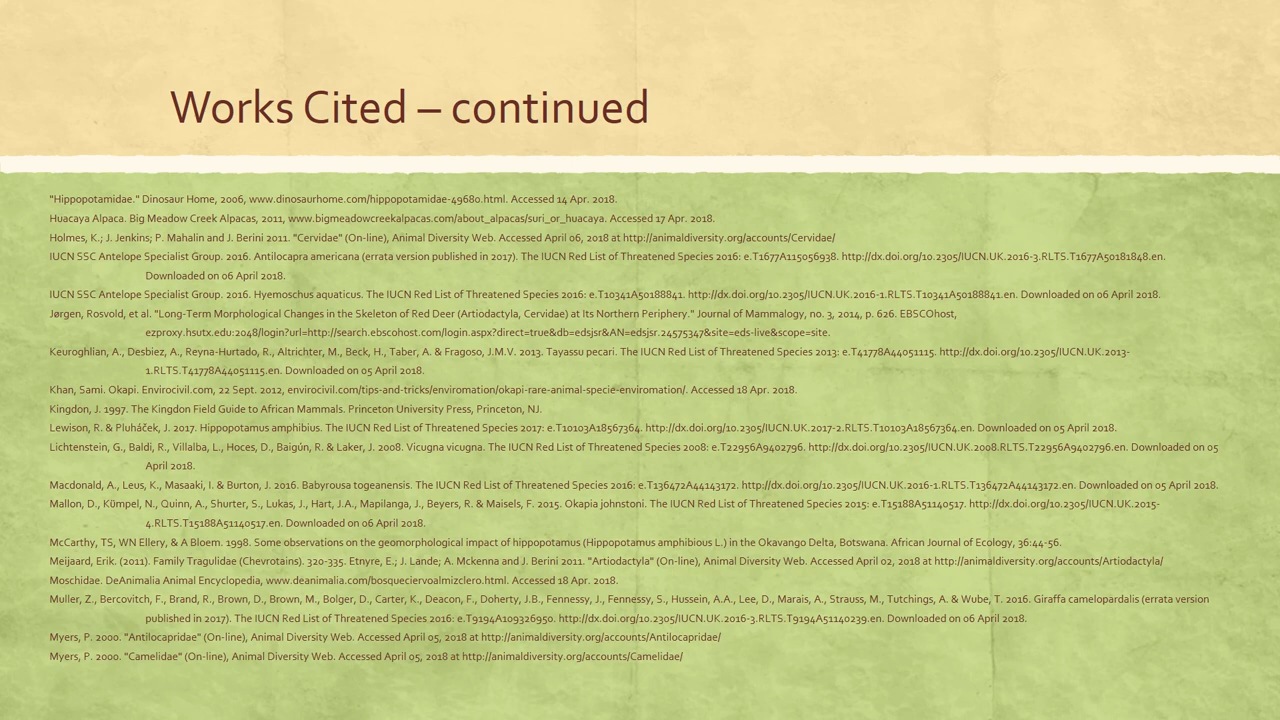 Works Cited – continued
"Hippopotamidae." Dinosaur Home, 2006, www.dinosaurhome.com/hippopotamidae-49680.html. Accessed 14 Apr. 2018.
Huacaya Alpaca. Big Meadow Creek Alpacas, 2011, www.bigmeadowcreekalpacas.com/about_alpacas/suri_or_huacaya. Accessed 17 Apr. 2018.
Holmes, K.; J. Jenkins; P. Mahalin and J. Berini 2011. "Cervidae" (On-line), Animal Diversity Web. Accessed April 06, 2018 at http://animaldiversity.org/accounts/Cervidae/
IUCN SSC Antelope Specialist Group. 2016. Antilocapra americana (errata version published in 2017). The IUCN Red List of Threatened Species 2016: e.T1677A115056938. http://dx.doi.org/10.2305/IUCN.UK.2016-3.RLTS.T1677A50181848.en.
Downloaded on 06 April 2018.
IUCN SSC Antelope Specialist Group. 2016. Hyemoschus aquaticus. The IUCN Red List of Threatened Species 2016: e.T10341A50188841. http://dx.doi.org/10.2305/IUCN.UK.2016-1.RLTS.T10341A50188841.en. Downloaded on 06 April 2018.
Jørgen, Rosvold, et al. "Long-Term Morphological Changes in the Skeleton of Red Deer (Artiodactyla, Cervidae) at Its Northern Periphery." Journal of Mammalogy, no. 3, 2014, p. 626. EBSCOhost,
ezproxy.hsutx.edu:2048/login?url=http://search.ebscohost.com/login.aspx?direct=true&db=edsjsr&AN=edsjsr.24575347&site=eds-live&scope=site.
Keuroghlian, A., Desbiez, A., Reyna-Hurtado, R., Altrichter, M., Beck, H., Taber, A. & Fragoso, J.M.V. 2013. Tayassu pecari. The IUCN Red List of Threatened Species 2013: e.T41778A44051115. http://dx.doi.org/10.2305/IUCN.UK.2013-
1.RLTS.T41778A44051115.en. Downloaded on 05 April 2018.
Khan, Sami. Okapi. Envirocivil.com, 22 Sept. 2012, envirocivil.com/tips-and-tricks/enviromation/okapi-rare-animal-specie-enviromation/. Accessed 18 Apr. 2018.
Kingdon, J. 1997. The Kingdon Field Guide to African Mammals. Princeton University Press, Princeton, NJ.
Lewison, R. & Pluháček, J. 2017. Hippopotamus amphibius. The IUCN Red List of Threatened Species 2017: e.T10103A18567364. http://dx.doi.org/10.2305/IUCN.UK.2017-2.RLTS.T10103A18567364.en. Downloaded on 05 April 2018.
Lichtenstein, G., Baldi, R., Villalba, L., Hoces, D., Baigún, R. & Laker, J. 2008. Vicugna vicugna. The IUCN Red List of Threatened Species 2008: e.T22956A9402796. http://dx.doi.org/10.2305/IUCN.UK.2008.RLTS.T22956A9402796.en. Downloaded on 05
April 2018.
Macdonald, A., Leus, K., Masaaki, I. & Burton, J. 2016. Babyrousa togeanensis. The IUCN Red List of Threatened Species 2016: e.T136472A44143172. http://dx.doi.org/10.2305/IUCN.UK.2016-1.RLTS.T136472A44143172.en. Downloaded on 05 April 2018.
Mallon, D., Kümpel, N., Quinn, A., Shurter, S., Lukas, J., Hart, J.A., Mapilanga, J., Beyers, R. & Maisels, F. 2015. Okapia johnstoni. The IUCN Red List of Threatened Species 2015: e.T15188A51140517. http://dx.doi.org/10.2305/IUCN.UK.2015-
4.RLTS.T15188A51140517.en. Downloaded on 06 April 2018.
McCarthy, TS, WN Ellery, & A Bloem. 1998. Some observations on the geomorphological impact of hippopotamus (Hippopotamus amphibious L.) in the Okavango Delta, Botswana. African Journal of Ecology, 36:44-56.
Meijaard, Erik. (2011). Family Tragulidae (Chevrotains). 320-335. Etnyre, E.; J. Lande; A. Mckenna and J. Berini 2011. "Artiodactyla" (On-line), Animal Diversity Web. Accessed April 02, 2018 at http://animaldiversity.org/accounts/Artiodactyla/
Moschidae. DeAnimalia Animal Encyclopedia, www.deanimalia.com/bosqueciervoalmizclero.html. Accessed 18 Apr. 2018.
Muller, Z., Bercovitch, F., Brand, R., Brown, D., Brown, M., Bolger, D., Carter, K., Deacon, F., Doherty, J.B., Fennessy, J., Fennessy, S., Hussein, A.A., Lee, D., Marais, A., Strauss, M., Tutchings, A. & Wube, T. 2016. Giraffa camelopardalis (errata version
published in 2017). The IUCN Red List of Threatened Species 2016: e.T9194A109326950. http://dx.doi.org/10.2305/IUCN.UK.2016-3.RLTS.T9194A51140239.en. Downloaded on 06 April 2018.
Myers, P. 2000. "Antilocapridae" (On-line), Animal Diversity Web. Accessed April 05, 2018 at http://animaldiversity.org/accounts/Antilocapridae/
Myers, P. 2000. "Camelidae" (On-line), Animal Diversity Web. Accessed April 05, 2018 at http://animaldiversity.org/accounts/Camelidae/